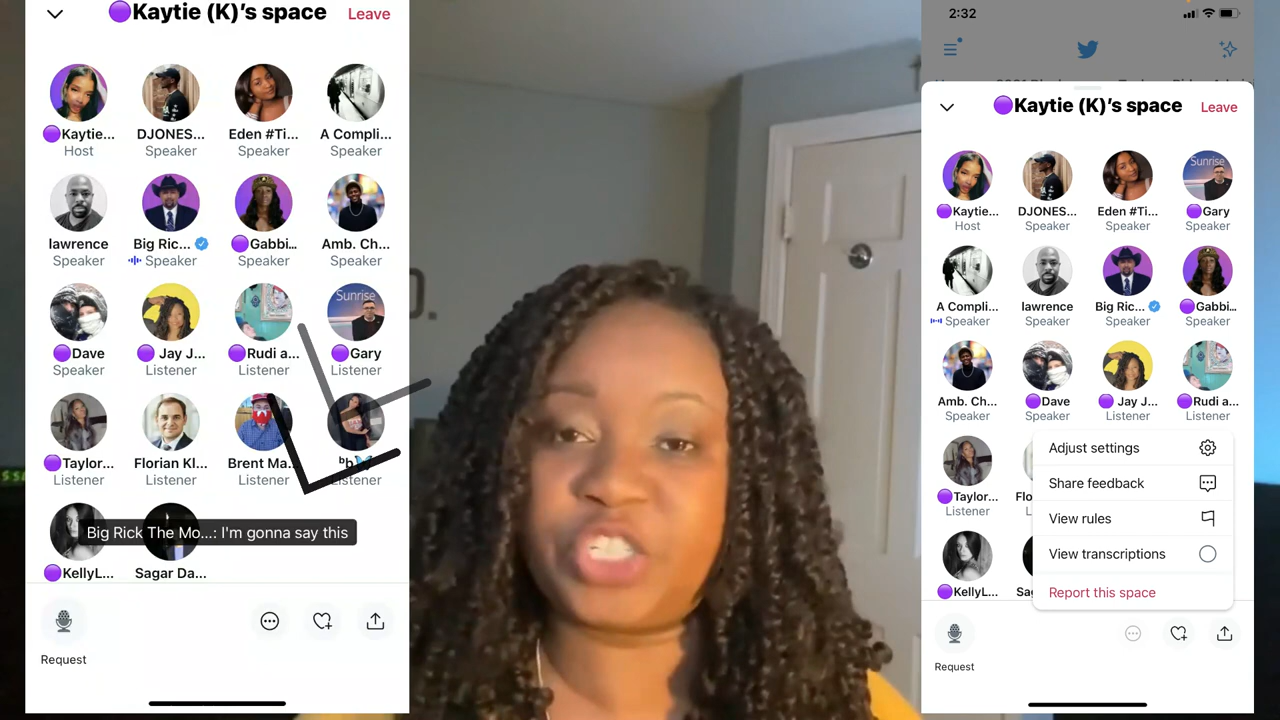 Kaytie (K)’s space
Leave
Kaytie...
DJONES...
Eden #Ti...
A Compli...
Host
Speaker
Speaker
Speaker
lawrence
Big Ric...
Gabbi...
Amb. Ch...
Speaker
Speaker
Speaker
Speaker
Sunrise
Dave
Jay J...
Rudi a...
Gary
Speaker
Listener
Listener
Listener
Taylor...
Florian Kl...
Brent Ma...
Listener
Listener
Listener
Listener
Big Rick The Mo...: I'm gonna say this
KellyL...
Sagar Da...
Request
2:32
Kaytie (K)’s space
Leave
Sunrise
Kaytie...
DJONES...
Eden #Ti...
Gary
Host
Speaker
Speaker
Speaker
A Compli...
lawrence
Big Ric...
Gabbi...
Speaker
Speaker
Speaker
Speaker
Amb. Ch...
Dave
Jay J...
Rudi a...
Speaker
Speaker
Listener
Listener
Adjust settings
Share feedback
View rules
View transcriptions
Report this space
Taylor...
Flo
Listener
KellyL...
Sag
Request